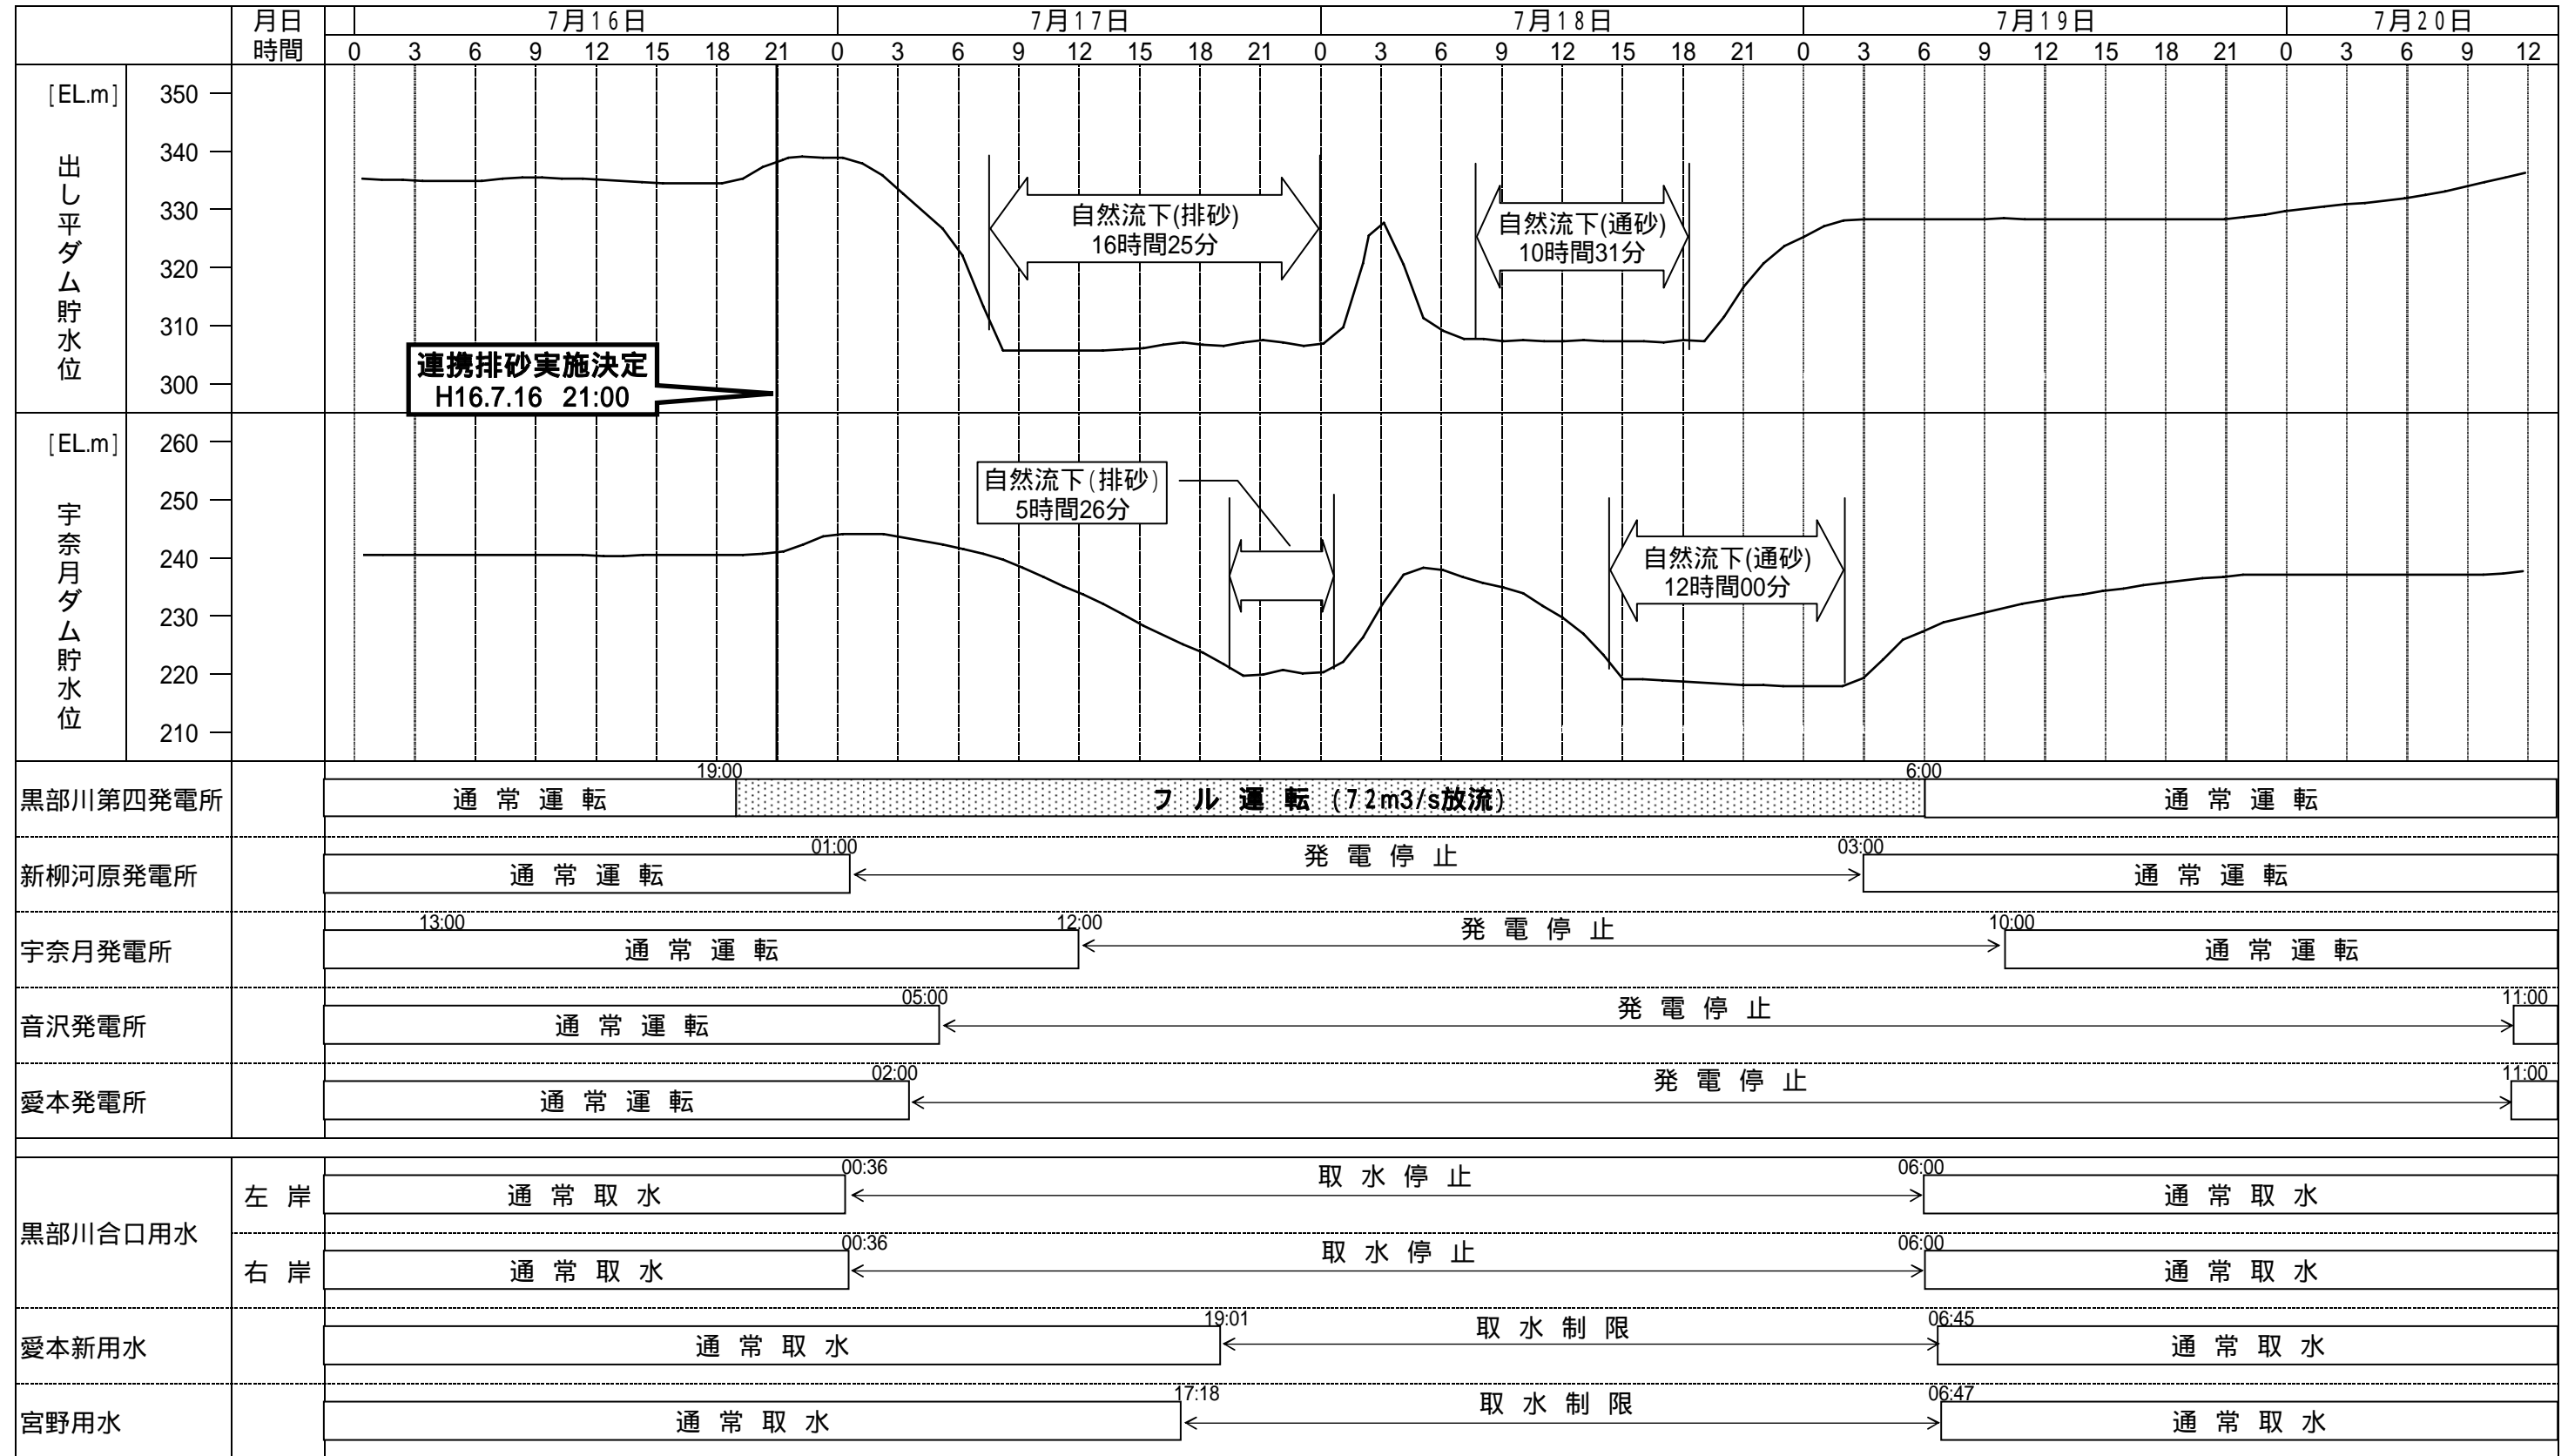 月日 7月16日 7月17日 7月18日 7月19日 7月20日
時間 0 3 6 9 12 15 18 21 0 3 6 9 12 15 18 21 0 3 6 9 12 15 18 21 0 3 6 9 12 15 18 21 0 3 6 9 12
[EL.m]
出し平ダム貯水位
350
340
330
320
310
300
自然流下(排砂)
16時間25分
自然流下(通砂)
10時間31分
連携排砂実施決定
H16.7.16 21:00
[EL.m]
宇奈月ダム貯水位
260
250
240
230
220
210
自然流下(排砂)
5時間26分
自然流下(通砂)
12時間00分
19:00 6:00
黒部川第四発電所 通常運転 フル運転(72m3/s放流) 通常運転
01:00 発電停止 03:00
新柳河原発電所 通常運転 通常運転
13:00 12:00 発電停止 10:00
宇奈月発電所 通常運転 通常運転
05:00 発電停止 11:00
音沢発電所 通常運転
02:00 発電停止 11:00
愛本発電所 通常運転
黒部川合口用水
00:36 取水停止 06:00
左岸 通常取水 通常取水
00:36 取水停止 06:00
右岸 通常取水 通常取水
19:01 取水制限 06:45
愛本新用水 通常取水 通常取水
17:18 取水制限 06:47
宮野用水 通常取水 通常取水